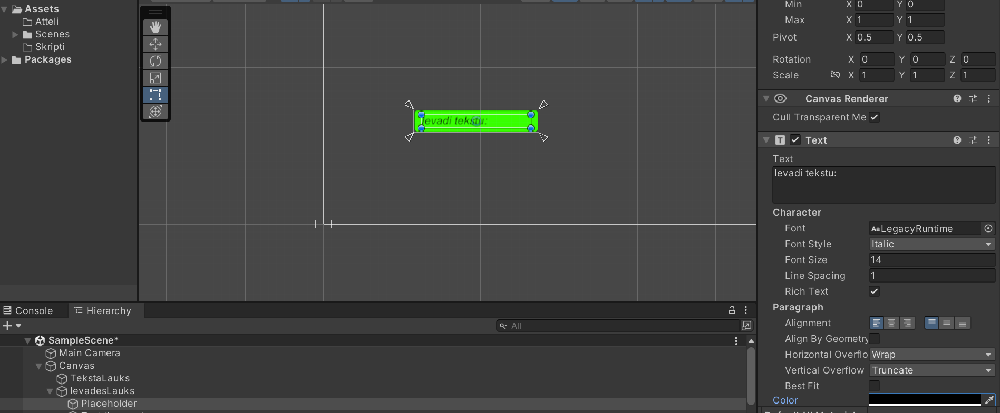 Assets
Atteli
Scenes
Skripti
Packages
Ievadi tekstu:
Console
Hierarchy
All
SampleScene*
Main Camera
Canvas
TekstaLauks
IevadesLauks
Placeholder
Min X 0 Y 0
Max X 1 Y 1
Pivot X 0.5 Y 0.5
Rotation X 0 Y 0 Z 0
Scale X 1 Y 1 Z 1
Canvas Renderer
Cull Transparent Me
Text
Text
Ievadi tekstu:
Character
Font Aa LegacyRuntime
Font Style Italic
Font Size 14
Line Spacing 1
Rich Text
Paragraph
Alignment
Align By Geometry
Horizontal Overflo Wrap
Vertical Overflow Truncate
Best Fit
Color